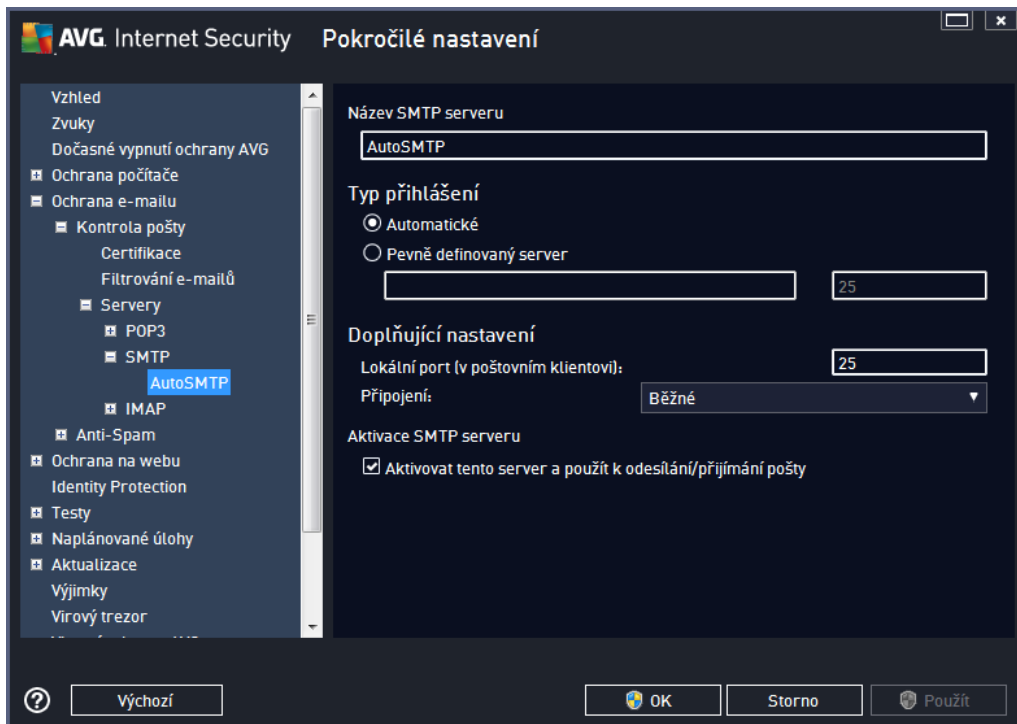 AVG. Internet Security Pokročilé nastavení
Vzhled
Zvuky
Dočasné vypnutí ochrany AVG
Ochrana počítače
Ochrana e-mailu
Kontrola pošty
Certifikace
Filtrování e-mailů
Servery
POP3
SMTP
AutoSMTP
IMAP
Anti-Spam
Ochrana na webu
Identity Protection
Testy
Naplánované úlohy
Aktualizace
Výjimky
Virový trezor
Název SMTP serveru
AutoSMTP
Typ přihlášení
Automatické
Pevně definovaný server
25
Doplňující nastavení
Lokální port (v poštovním klientovi): 25
Připojení: Běžné
Aktivace SMTP serveru
Aktivovat tento server a použít k odesílání/přijímání pošty
Výchozí OK Storno Použít